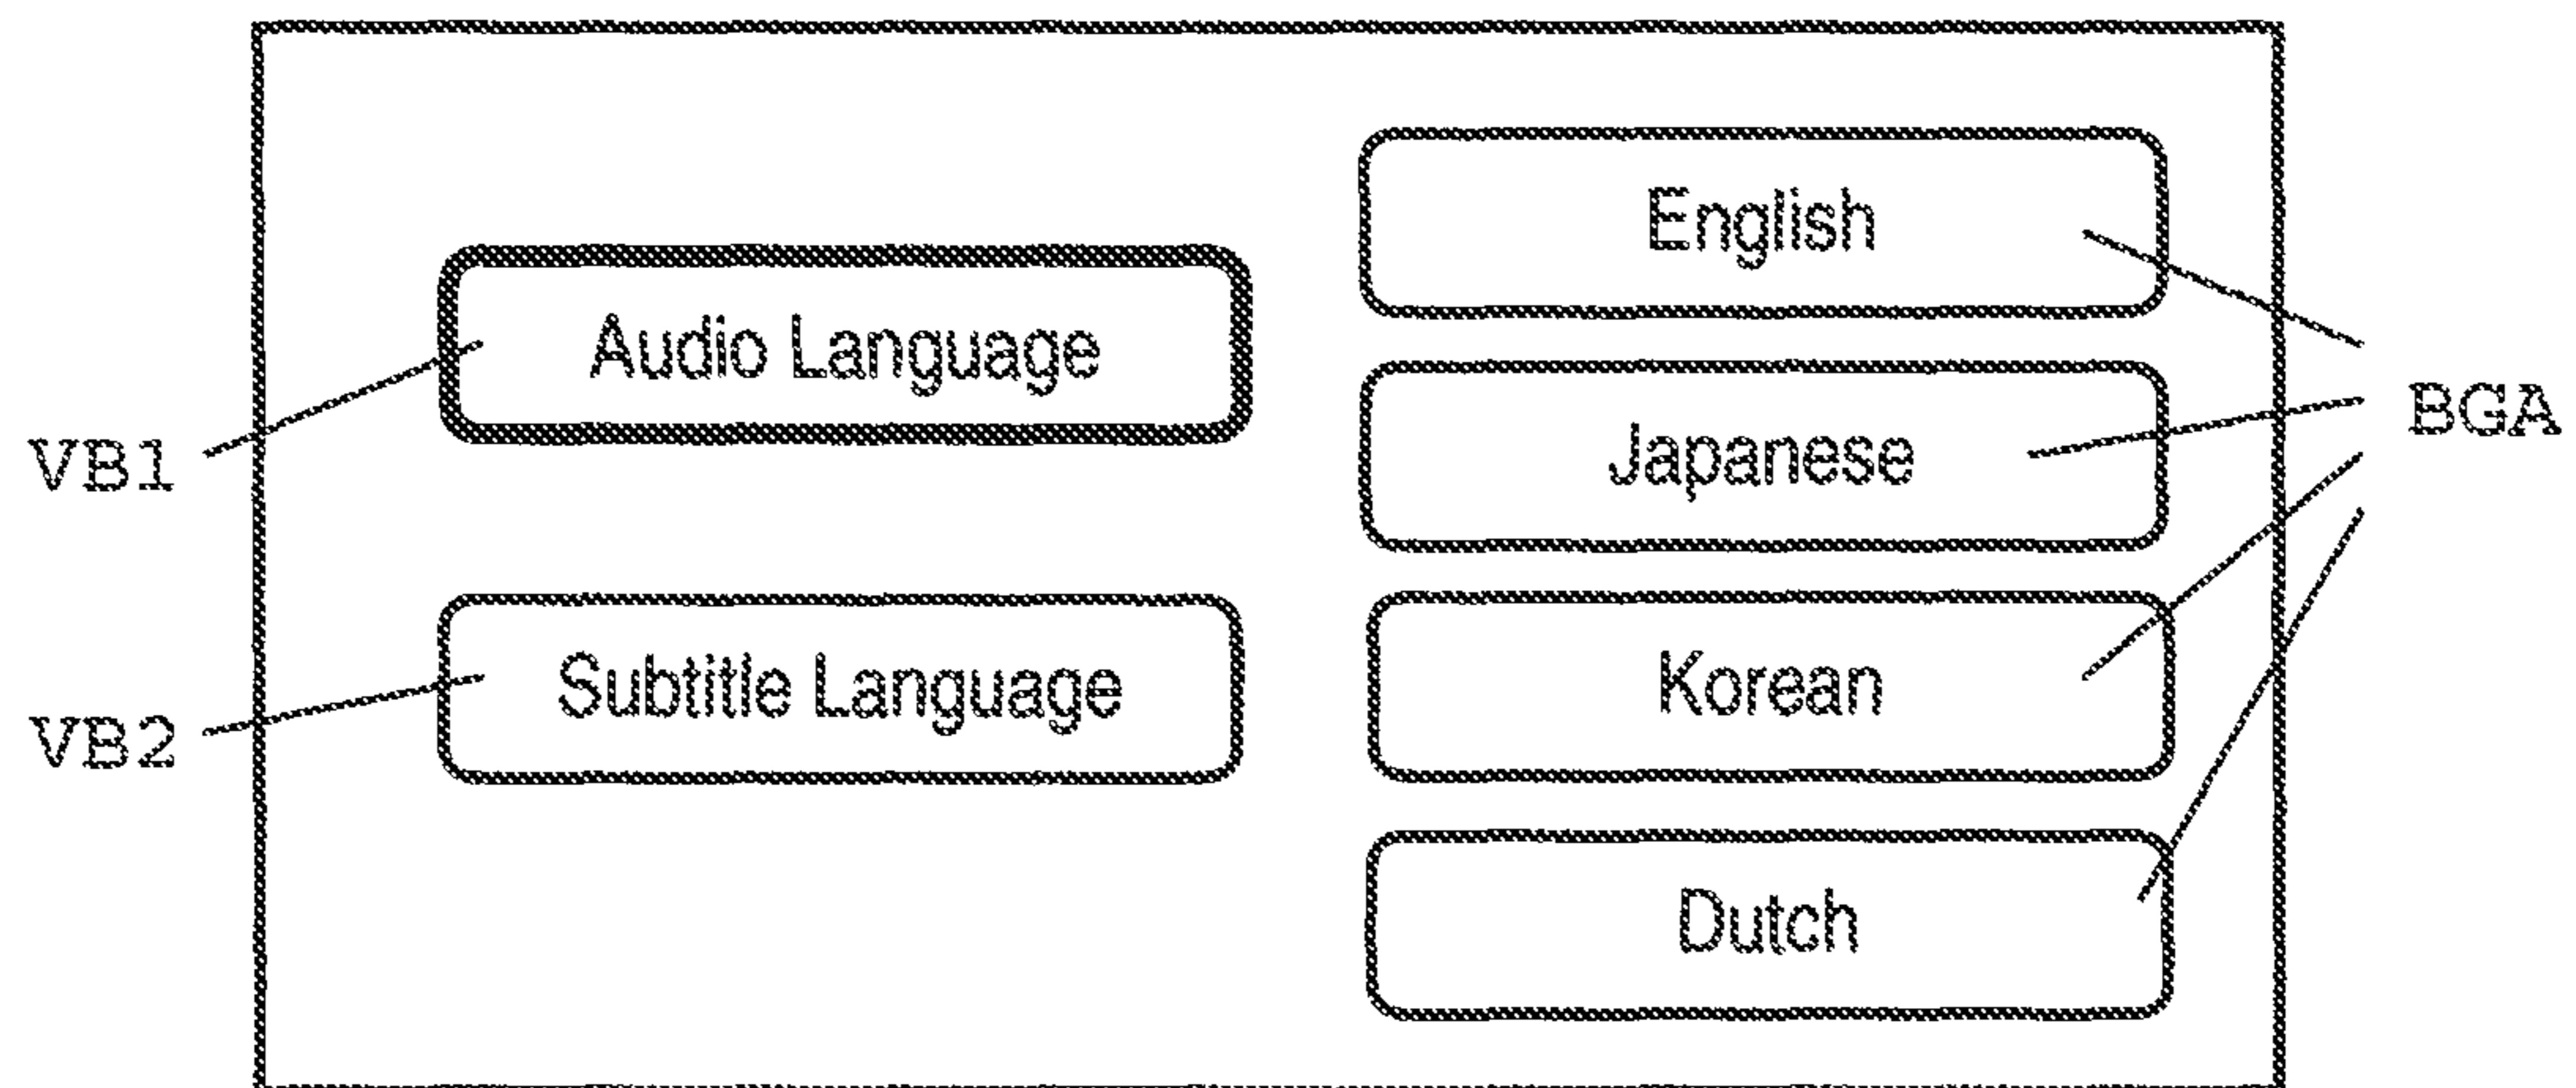 English
Audio Language
Japanese
BGA
VB1
Subtitle Language
Korean
VB2
Dutch